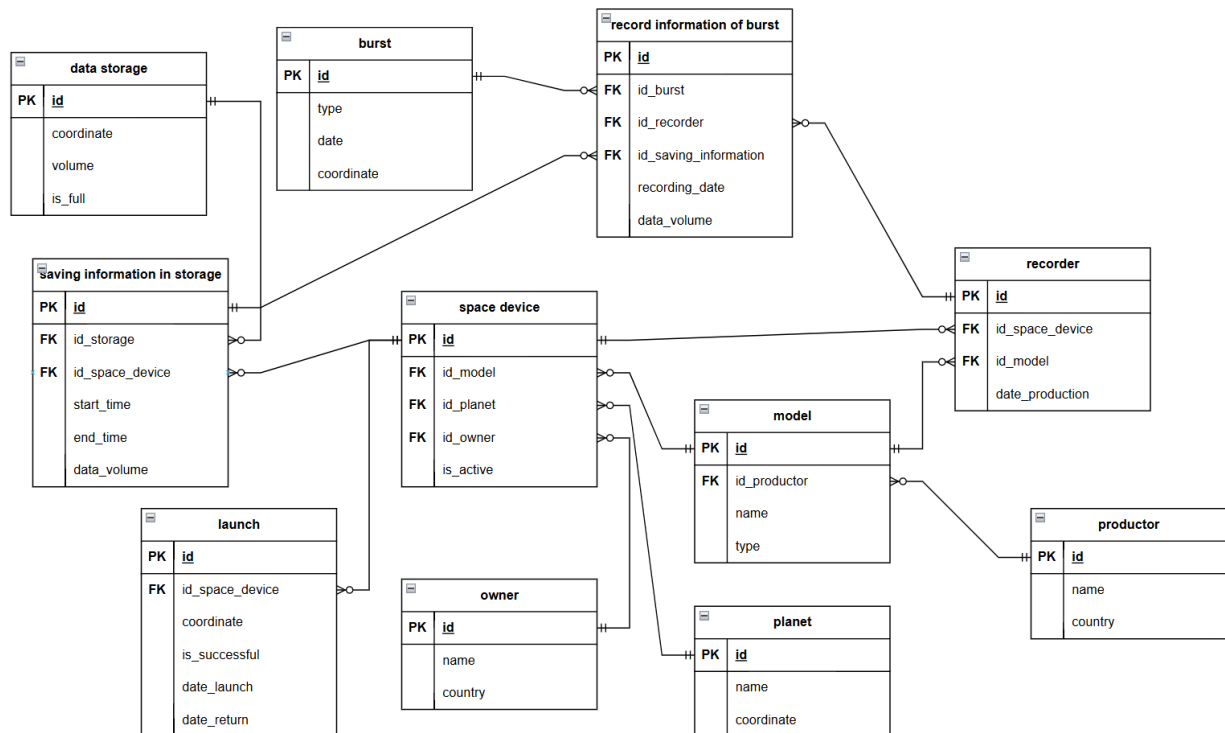 data storage
PK id
coordinate
volume
is_full
burst
PK id
type
date
coordinate
record information of burst
PK id
FK id_burst
FK id_recorder
FK id_saving_information
recording_date
data_volume
saving information in storage
PK id
FK id_storage
FK id_space_device
start_time
end_time
data_volume
space device
PK id
FK id_model
FK id_planet
FK id_owner
is_active
recorder
PK id
FK id_space_device
FK id_model
date_production
model
PK id
FK id_productor
name
type
launch
PK id
FK id_space_device
coordinate
is_successful
date_launch
date_return
owner
PK id
name
country
planet
PK id
name
coordinate
productor
PK id
name
country